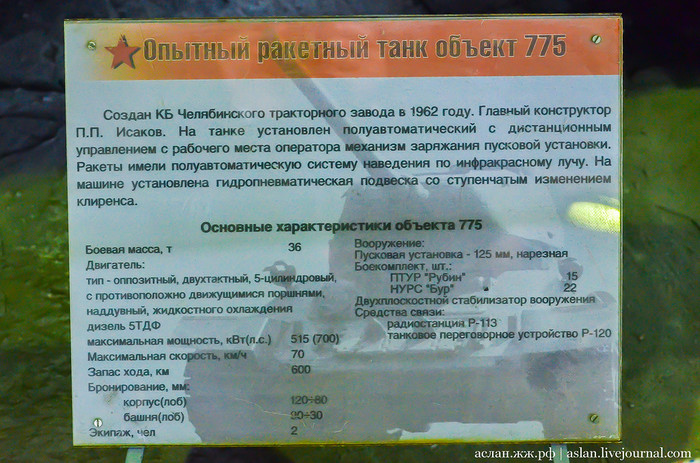 Опытный ракетный танк объект 775
Создан КБ Челябинского тракторного завода в 1962 году. Главный конструктор
П.П. Исаков. На танке установлен полуавтоматический с дистанционным
управлением с рабочего места оператора механизм заряжания пусковой установки.
Ракеты имели полуавтоматическую систему наведения по инфракрасному лучу. На
машине установлена гидропневматическая подвеска со ступенчатым изменением
клиренса.
Основные характеристики объекта 775
Боевая масса, т 36
Двигатель:
тип - оппозитный, двухтактный, 5-цилиндровый,
с противоположно движущимися поршнями,
наддувный, жидкостного охлаждения
дизель 5ТДФ
максимальная мощность, кВт(л.с.) 515 (700)
Максимальная скорость, км/ч 70
Запас хода, км 600
Бронирование, мм:
корпус(лоб) 120÷80
башня(лоб) 90÷30
Экипаж, чел 2
Вооружение:
Пусковая установка - 125 мм, нарезная
Боекомплект, шт.:
ПТУР "Рубин" 15
НУРС "Бур" 22
Двухплоскостной стабилизатор вооружения
Средства связи:
радиостанция Р-113
танковое переговорное устройство Р-120
аслан.жж.рф | aslan.livejournal.com